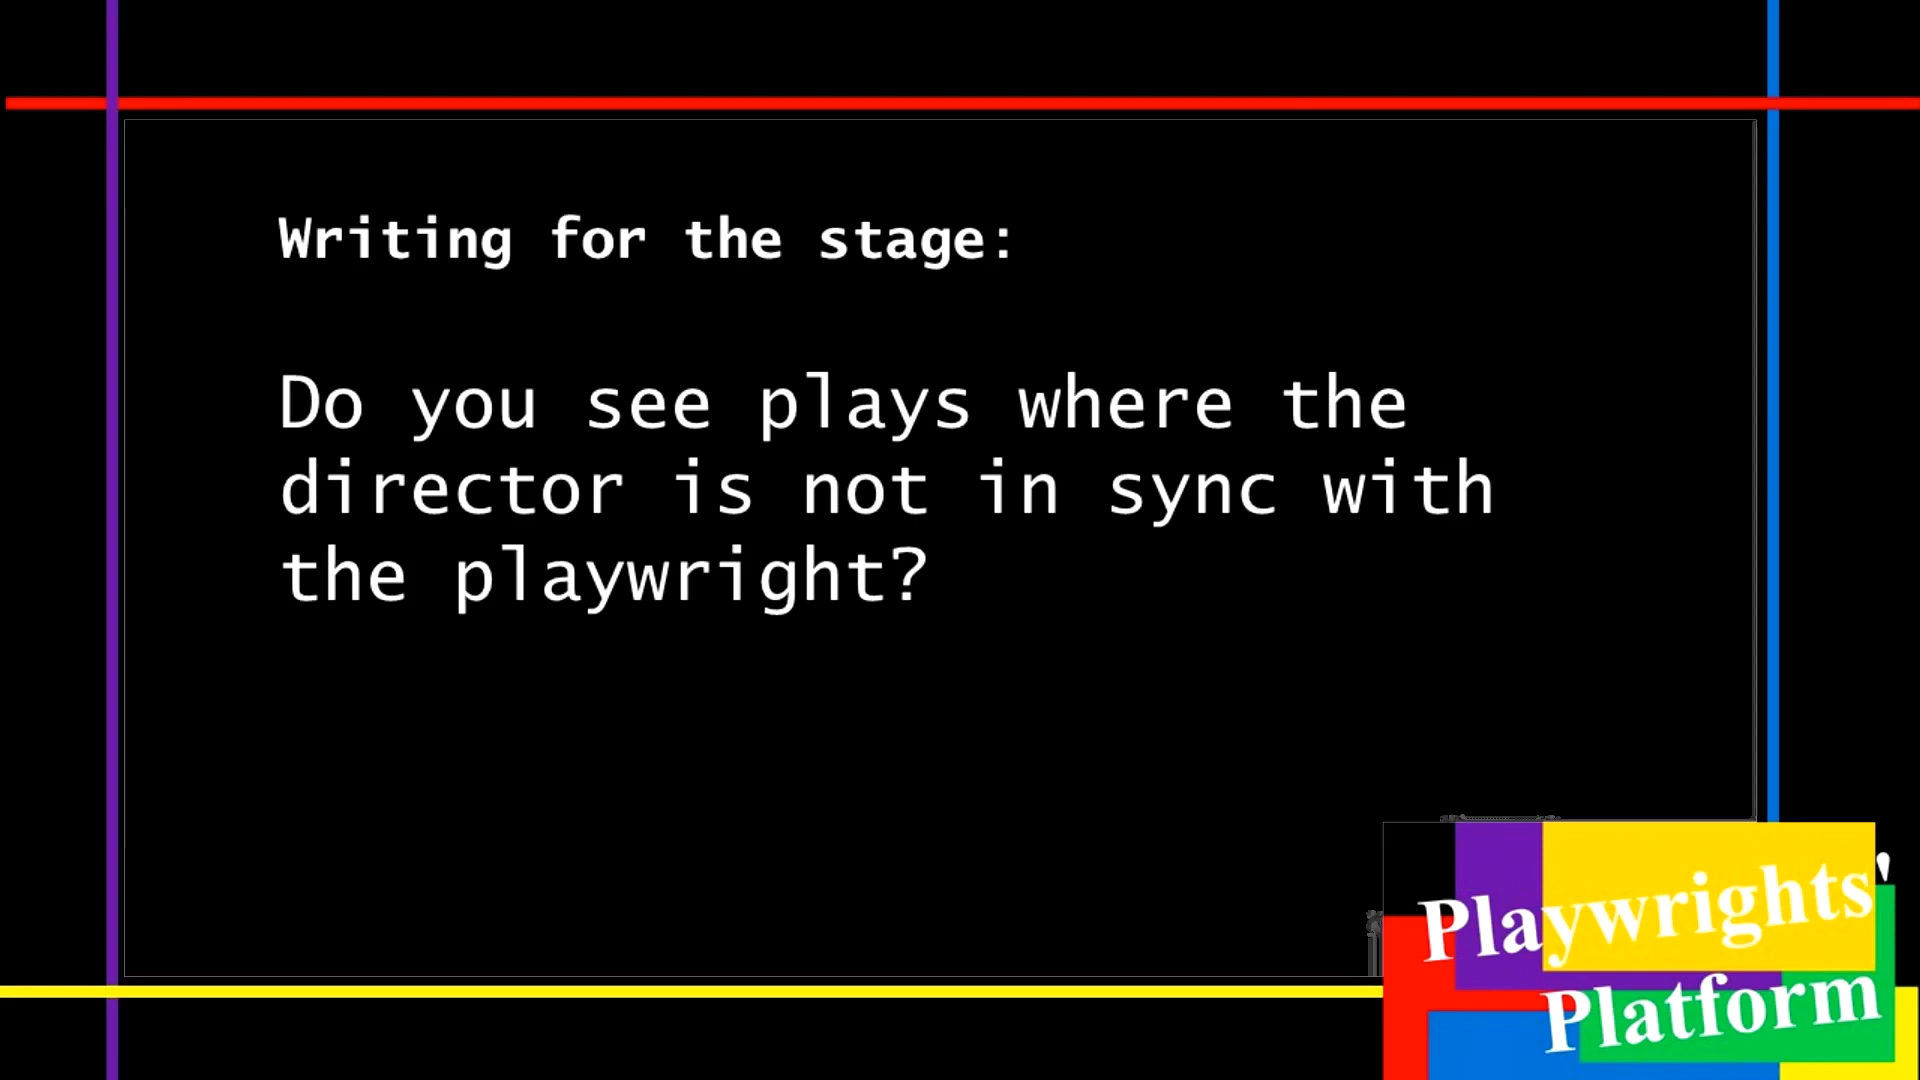 Writing for the stage:
Do you see plays where the
director is not in sync with
the playwright?
Playwrights'
Platform